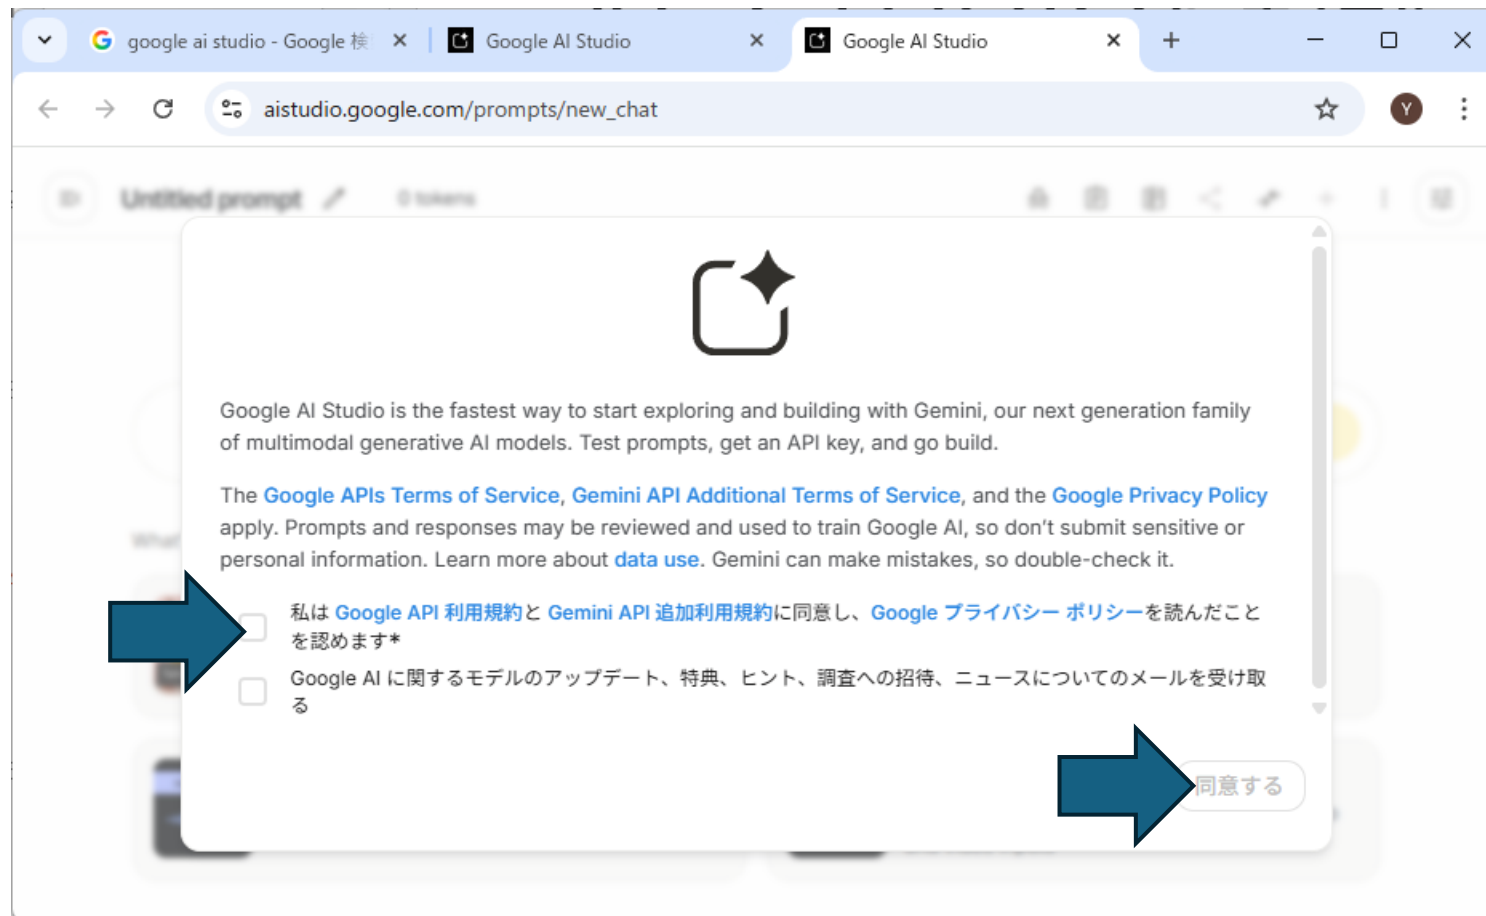 google ai studio - Google 検
Google AI Studio
Google AI Studio
aistudio.google.com/prompts/new_chat
Y
Untitled prompt
0 tokens
Google AI Studio is the fastest way to start exploring and building with Gemini, our next generation family
of multimodal generative AI models. Test prompts, get an API key, and go build.
The Google APIs Terms of Service, Gemini API Additional Terms of Service, and the Google Privacy Policy
apply. Prompts and responses may be reviewed and used to train Google AI, so don't submit sensitive or
personal information. Learn more about data use. Gemini can make mistakes, so double-check it.
私は Google API 利用規約と Gemini API 追加利用規約に同意し、Google プライバシー ポリシーを読んだこと
を認めます*
Google AI に関するモデルのアップデート、特典、ヒント、調査への招待、ニュースについてのメールを受け取
る
同意する